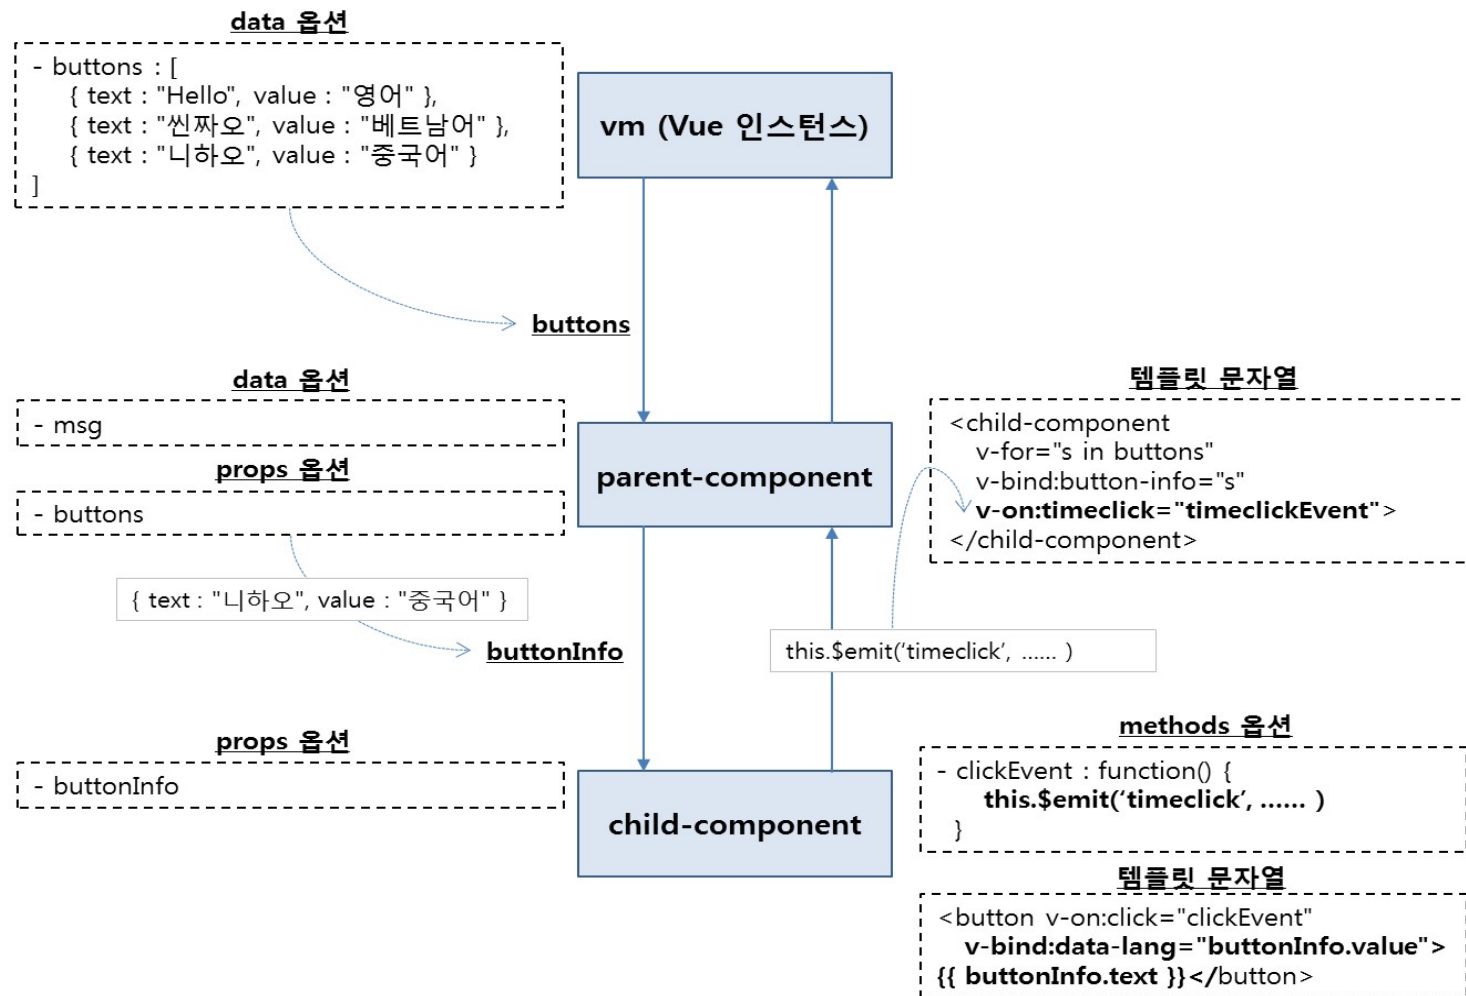 data 옵션
- buttons : [
{ text : "Hello", value : "영어" },
{ text : "씬짜오", value : "베트남어" },
{ text : "니하오", value : "중국어" }
]
vm (Vue 인스턴스)
buttons
data 옵션
- msg
props 옵션
- buttons
parent-component
템플릿 문자열
<child-component
v-for="s in buttons"
v-bind:button-info="s"
v-on:timeclick="timeclickEvent">
</child-component>
{ text : "니하오", value : "중국어" }
buttonInfo
this.$emit(‘timeclick’, …… )
props 옵션
- buttonInfo
child-component
methods 옵션
- clickEvent : function() {
this.$emit(‘timeclick’, …… )
}
템플릿 문자열
<button v-on:click="clickEvent"
v-bind:data-lang="buttonInfo.value">
{{ buttonInfo.text }}</button>